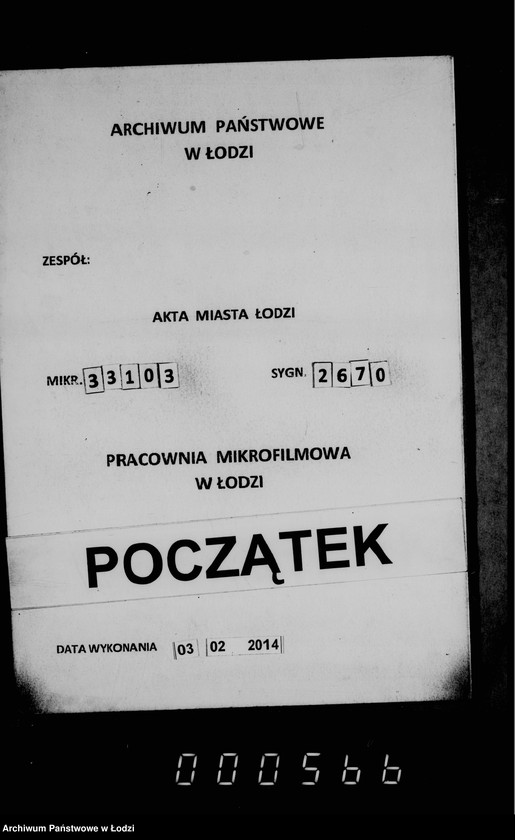 ARCHIWUM PAŃSTWOWE
W ŁODZI
ZESPÓŁ:
AKTA MIASTA ŁODZI
MIKR. 33103 SYGN. 2670
PRACOWNIA MIKROFILMOWA
W ŁODZI
POCZĄTEK
DATA WYKONANIA 03 02 2014
000566
Archiwum Państwowe w Łodzi